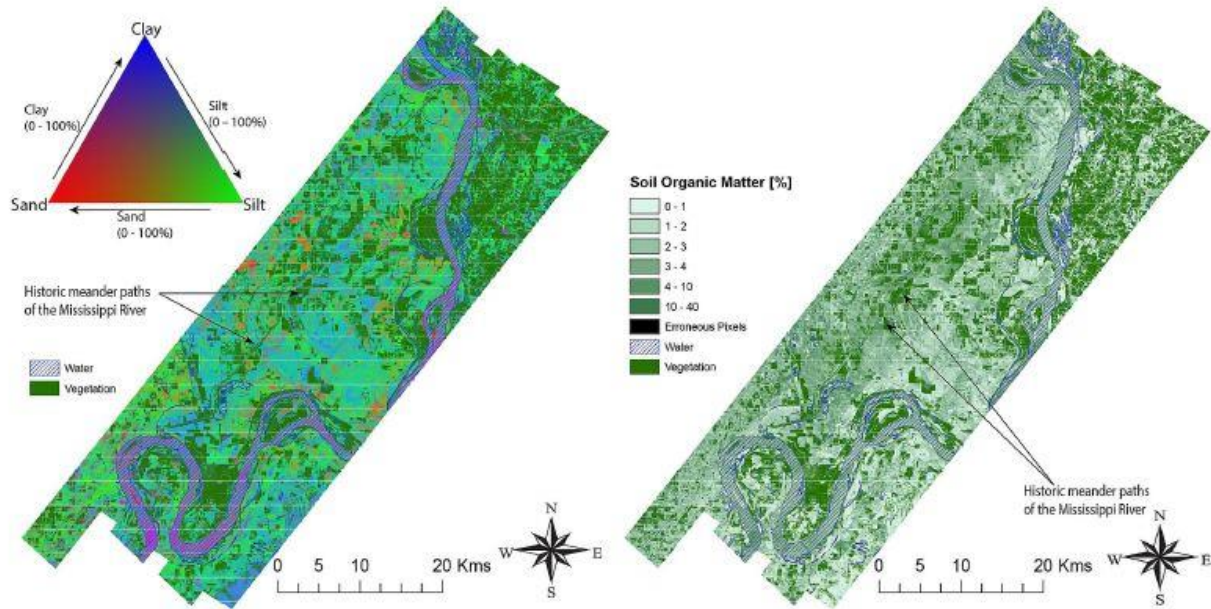 Clay
Clay
(0 - 100%)
Silt
(0 – 100%)
Sand
Silt
Sand
(0 - 100%)
Historic meander paths
of the Mississippi River
Water
Vegetation
N
W
E
S
0 5 10 20 Kms
Soil Organic Matter [%]
0 - 1
1 - 2
2 - 3
3 - 4
4 - 10
10 - 40
Erroneous Pixels
Water
Vegetation
Historic meander paths
of the Mississippi River
N
W
E
S
0 5 10 20 Kms